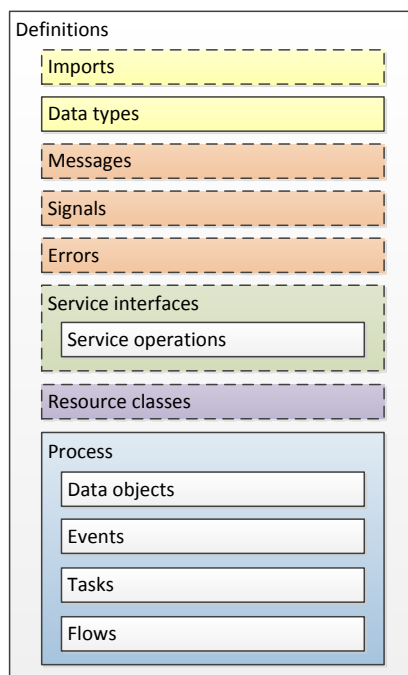 Definitions
Imports
Data types
Messages
Signals
Errors
Service interfaces
Service operations
Resource classes
Process
Data objects
Events
Tasks
Flows